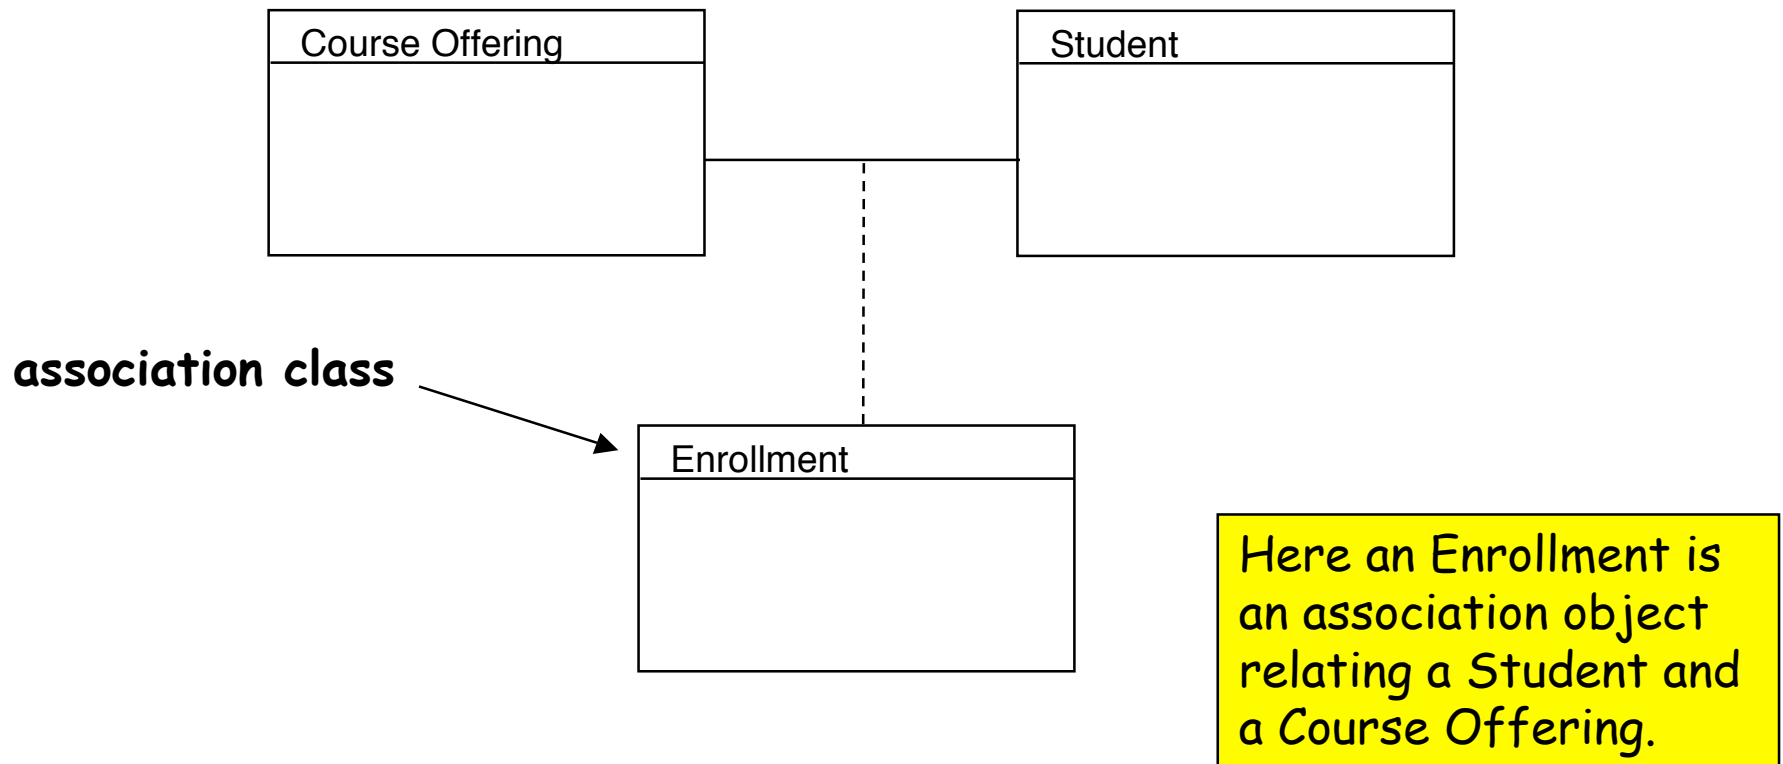 Course Offering
Student
association class
Enrollment
Here an Enrollment is
an association object
relating a Student and
a Course Offering.